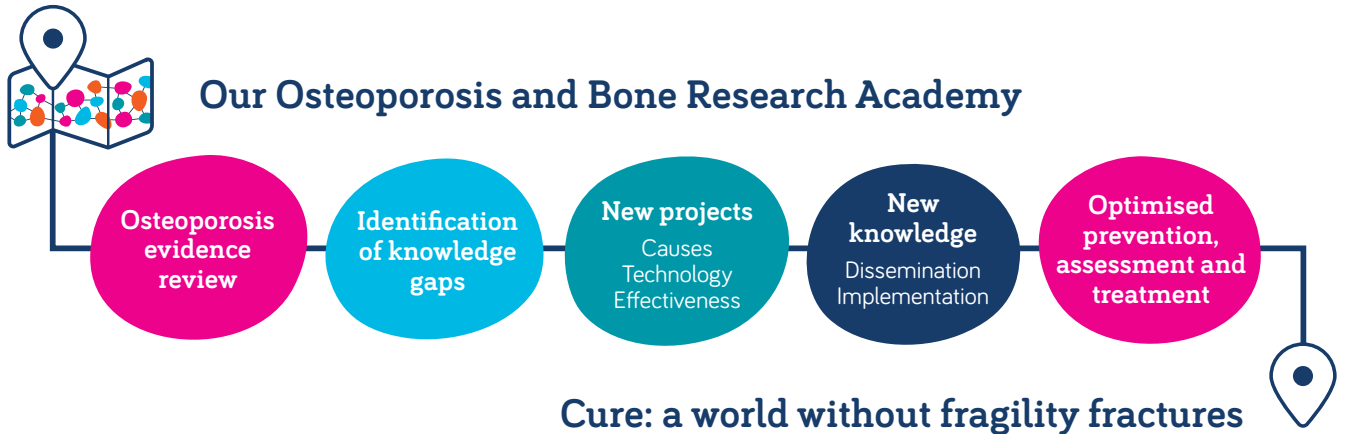 Our Osteoporosis and Bone Research Academy
Osteoporosis
evidence
review
Identification
of knowledge
gaps
New projects
Causes
Technology
Effectiveness
New
knowledge
Dissemination
Implementation
Optimised
prevention,
assessment and
treatment
Cure: a world without fragility fractures